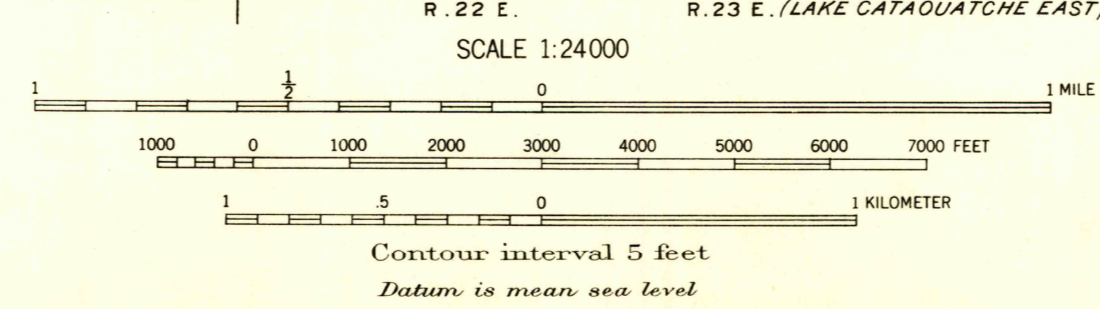 R.22 E. R.23 E. (LAKE CATAOUATCHE EAST)
SCALE 1:24000
1 1/2 0 1 MILE
1000 0 1000 2000 3000 4000 5000 6000 7000 FEET
1 .5 0 1 KILOMETER
Contour interval 5 feet
Datum is mean sea level